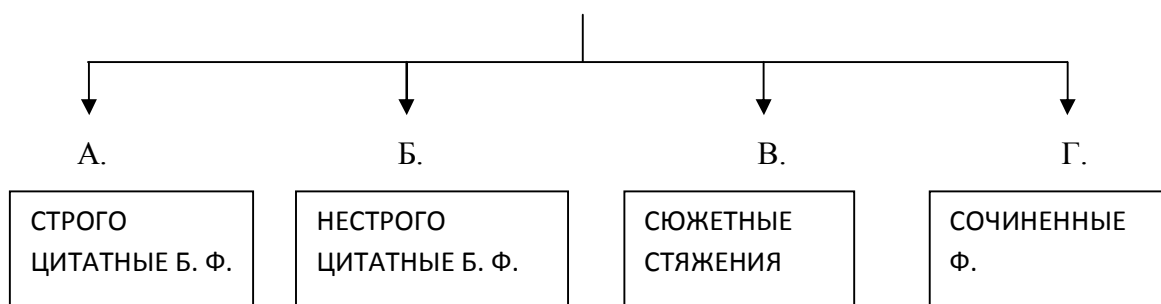 А. Б. В. Г.
СТРОГО
ЦИТАТНЫЕ Б. Ф.
НЕСТРОГО
ЦИТАТНЫЕ Б. Ф.
СЮЖЕТНЫЕ
СТЯЖЕНИЯ
СОЧИНЕННЫЕ
Ф.